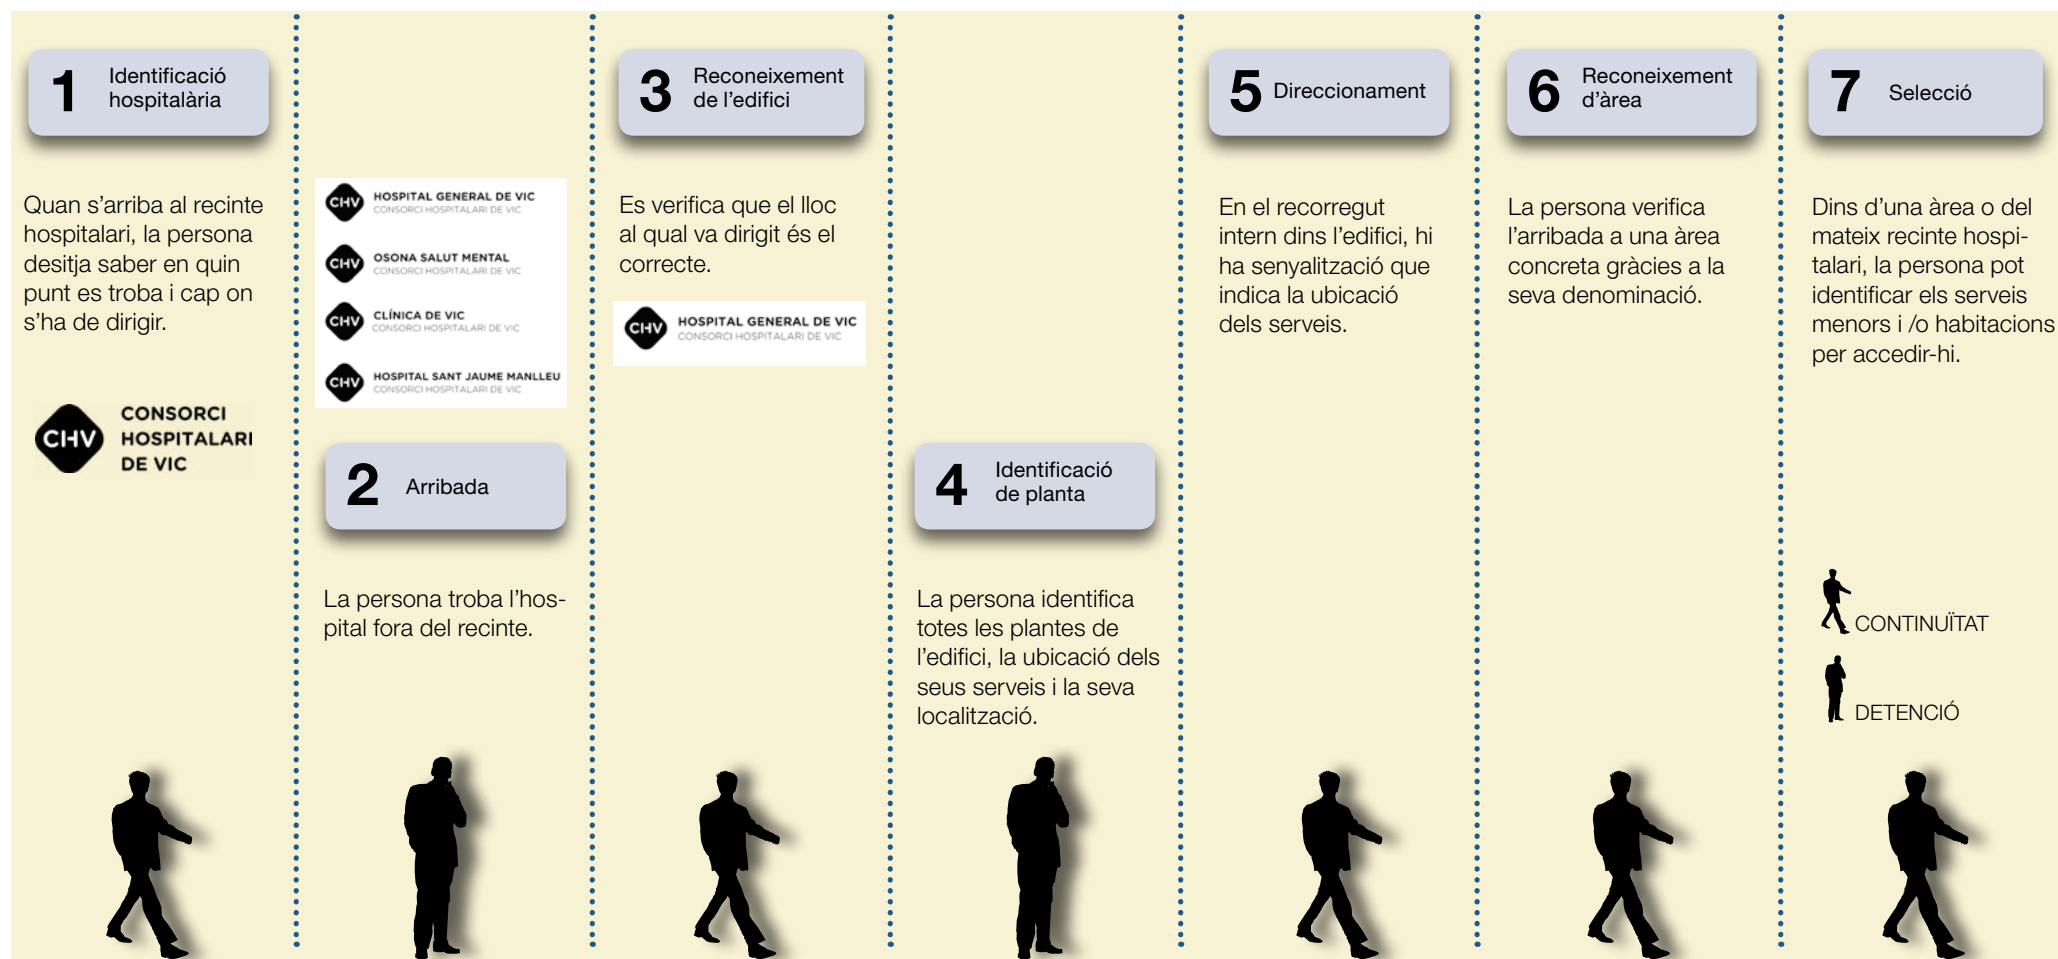 1
Identificació
hospitalària
Quan s’arriba al recinte
hospitalari, la persona
desitja saber en quin
punt es troba i cap on
s’ha de dirigir.
CHV
CONSORCI
HOSPITALARI
DE VIC
CHV
HOSPITAL GENERAL DE VIC
CONSORCI HOSPITALARI DE VIC
CHV
OSONA SALUT MENTAL
CONSORCI HOSPITALARI DE VIC
CHV
CLÍNICA DE VIC
CONSORCI HOSPITALARI DE VIC
CHV
HOSPITAL SANT JAUME MANLLEU
CONSORCI HOSPITALARI DE VIC
2
Arribada
La persona troba l’hos-
pital fora del recinte.
3
Reconeixement
de l’edifici
Es verifica que el lloc
al qual va dirigit és el
correcte.
CHV
HOSPITAL GENERAL DE VIC
CONSORCI HOSPITALARI DE VIC
4
Identificació
de planta
La persona identifica
totes les plantes de
l’edifici, la ubicació dels
seus serveis i la seva
localització.
5
Direccionament
En el recorregut
intern dins l’edifici, hi
ha senyalització que
indica la ubicació
dels serveis.
6
Reconeixement
d’àrea
La persona verifica
l’arribada a una àrea
concreta gràcies a la
seva denominació.
7
Selecció
Dins d’una àrea o del
mateix recinte hospi-
talari, la persona pot
identificar els serveis
menors i /o habitacions
per accedir-hi.
CONTINUÏTAT
DETENCIÓ